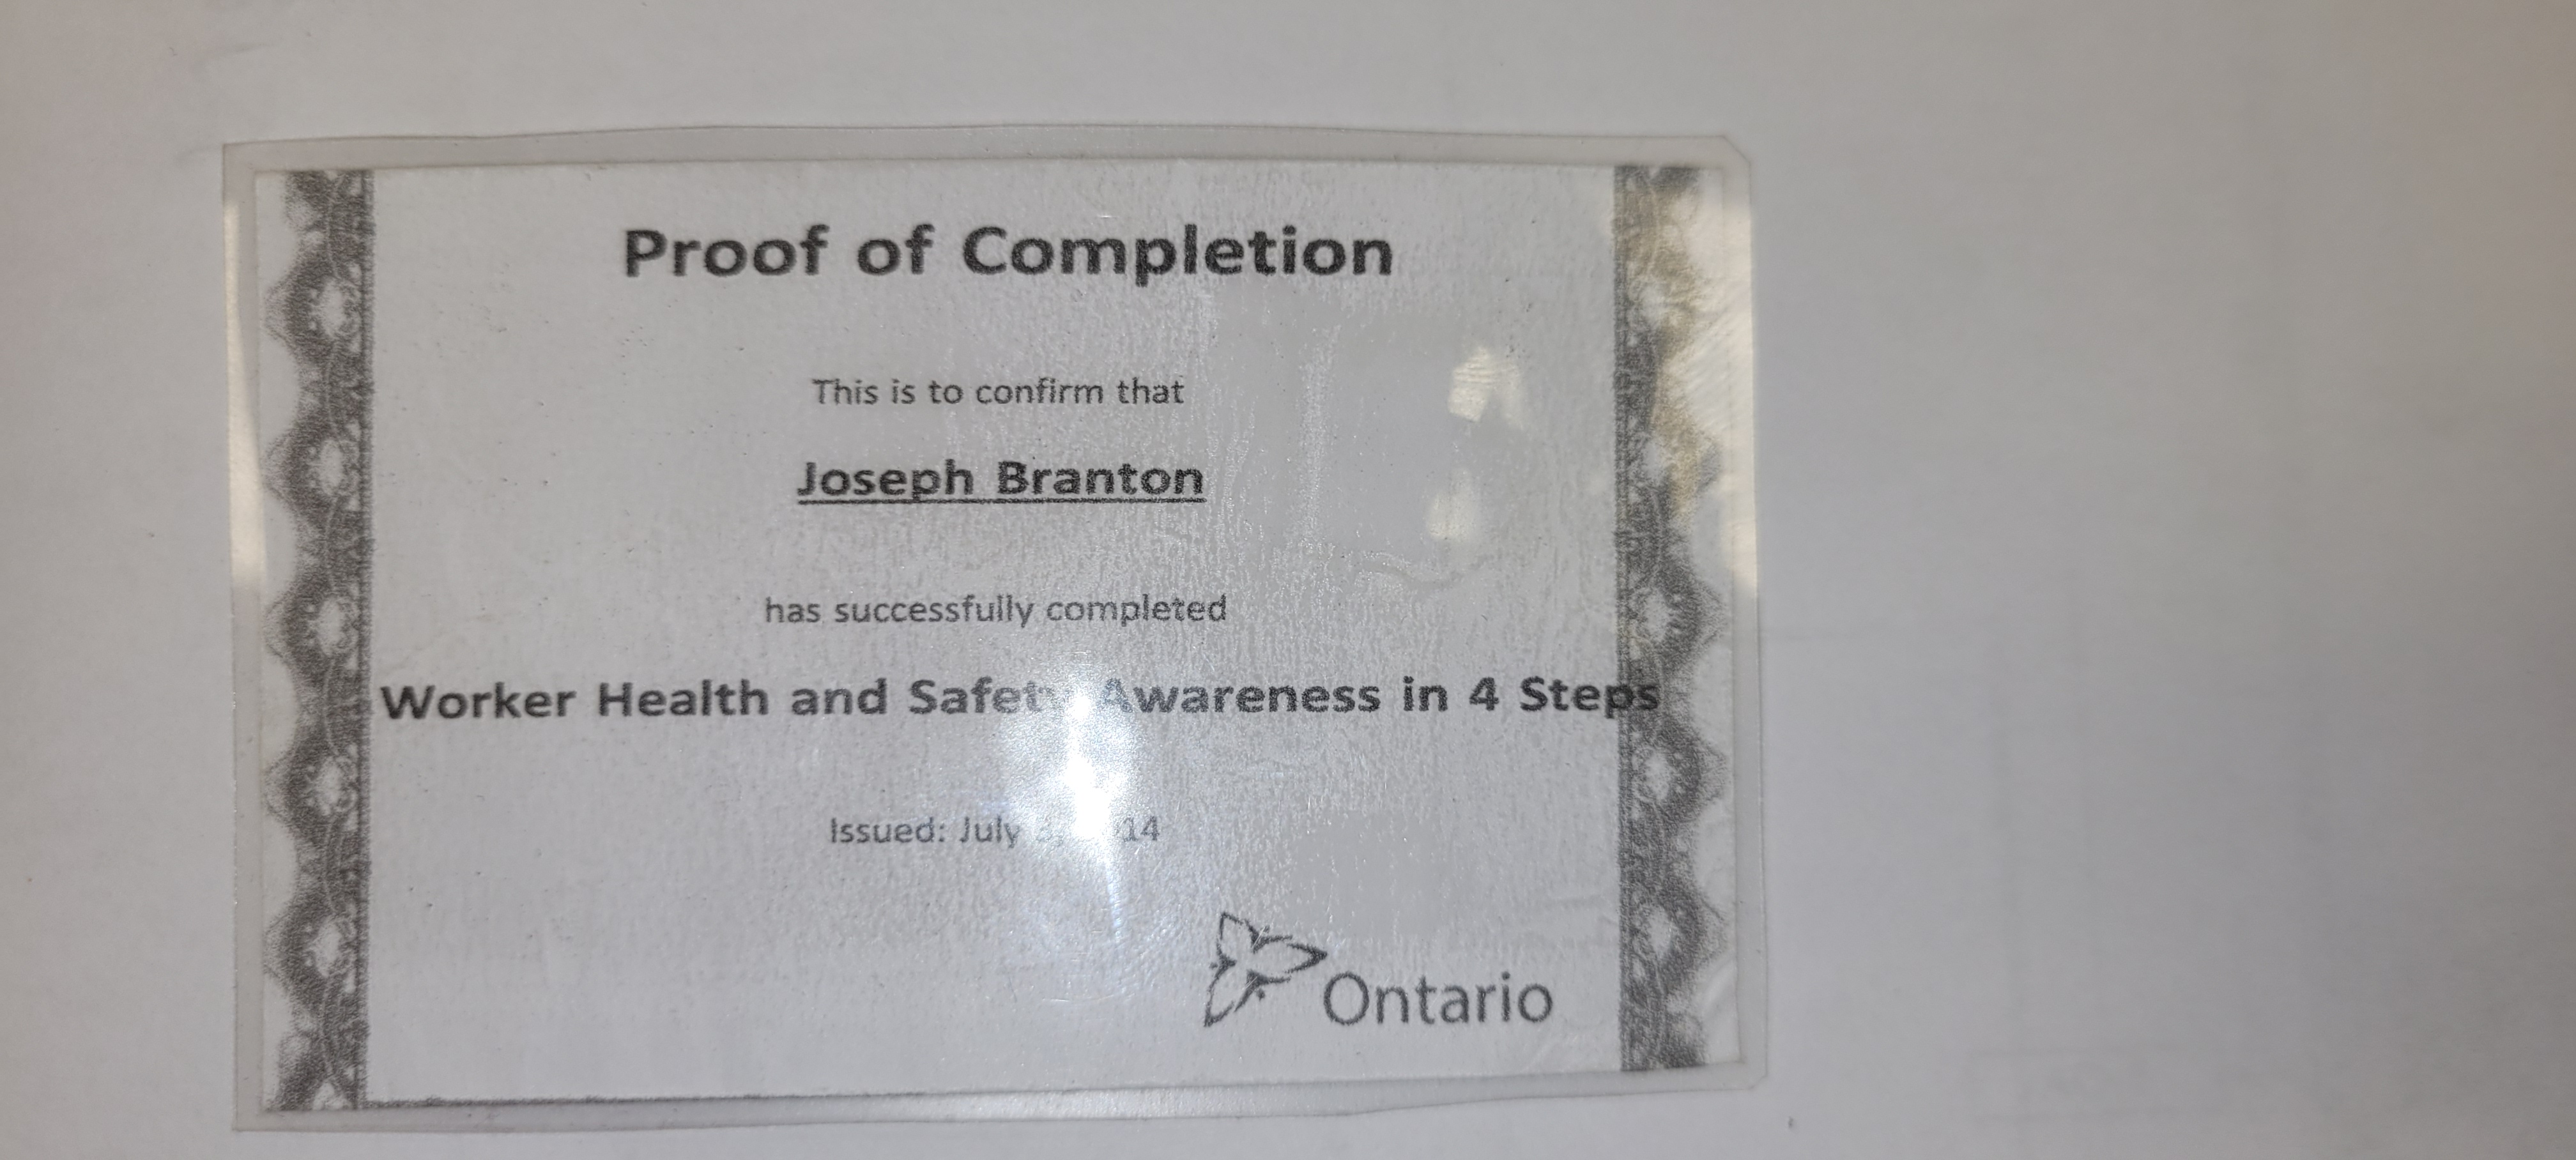 Proof of Completion
This is to confirm that
Joseph Branton
has successfully completed
Worker Health and Safety Awareness in 4 Steps
Issued: July
Ontario